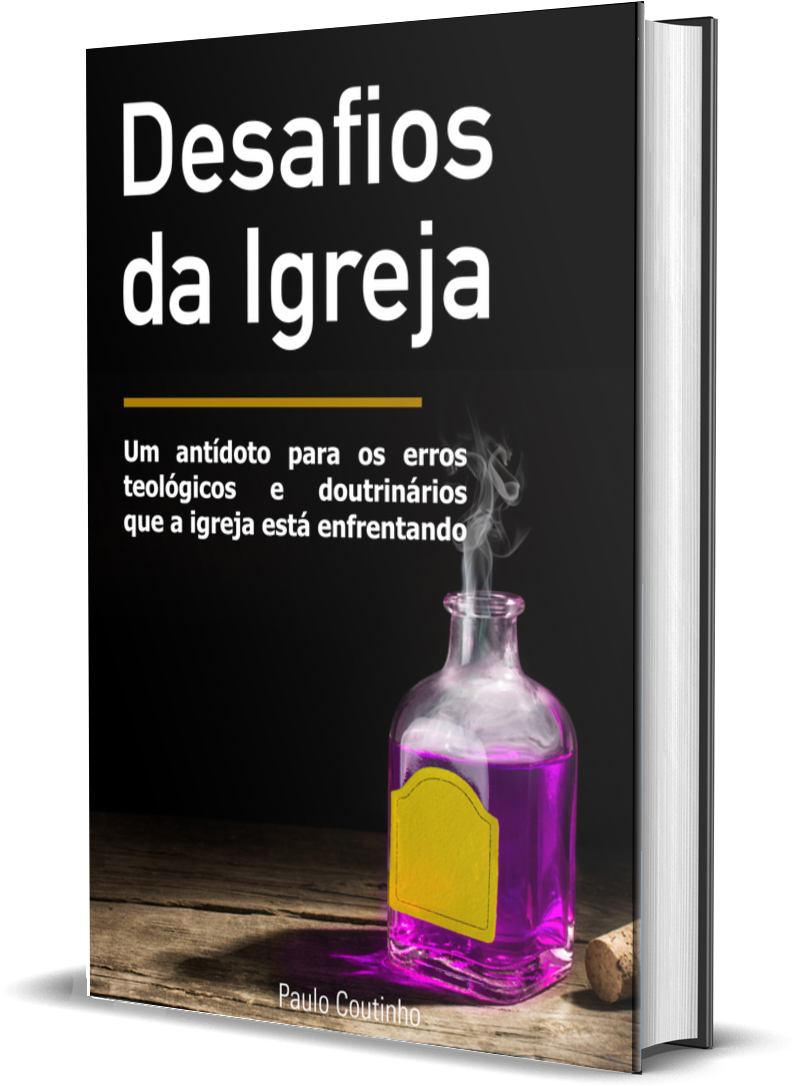 Desafios
da Igreja
Um antídoto para os erros
teológicos e doutrinários
que a igreja está enfrentando
Paulo Coutinho